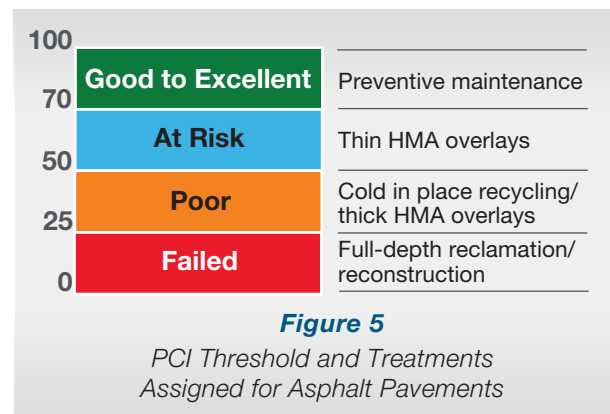 100
Good to Excellent
Preventive maintenance
70
At Risk
Thin HMA overlays
50
Poor
Cold in place recycling/
thick HMA overlays
25
Failed
Full-depth reclamation/
reconstruction
0
Figure 5
PCI Threshold and Treatments
Assigned for Asphalt Pavements